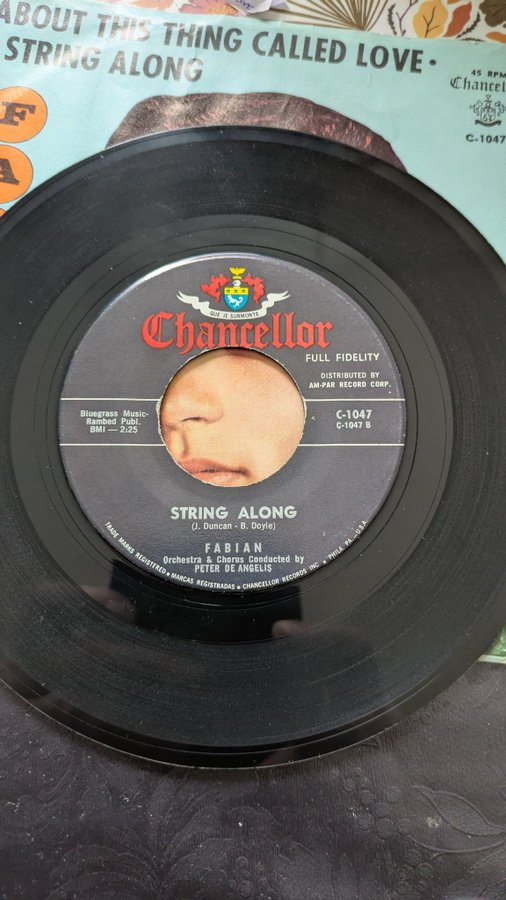 ABOUT THIS THING CALLED LOVE •
STRING ALONG
F
A
45 RPM
Chancell
C-1047
QUE JE SURMONTE
Chancellor
FULL FIDELITY
DISTRIBUTED BY
AM-PAR RECORD CORP.
Bluegrass Music-
Rambed Publ.
BMI — 2:25
C-1047
C-1047 B
STRING ALONG
(J. Duncan - B. Doyle)
FABIAN
Orchestra & Chorus Conducted by
PETER DE ANGELIS
TRADE MARKS REGISTERED • MARCAS REGISTRADAS • CHANCELLOR RECORDS INC. • PHILA, PA.–U.S.A.